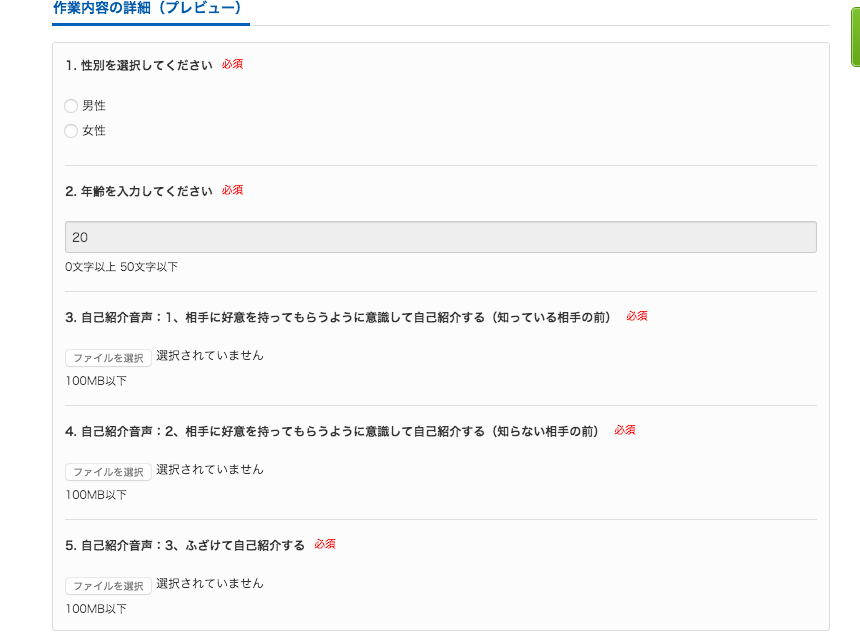 作業内容の詳細（プレビュー）
1. 性別を選択してください 必須
男性
女性
2. 年齢を入力してください 必須
20
0文字以上 50文字以下
3. 自己紹介音声：1、相手に好意を持ってもらうように意識して自己紹介する（知っている相手の前） 必須
ファイルを選択 選択されていません
100MB以下
4. 自己紹介音声：2、相手に好意を持ってもらうように意識して自己紹介する（知らない相手の前） 必須
ファイルを選択 選択されていません
100MB以下
5. 自己紹介音声：3、ふざけて自己紹介する 必須
ファイルを選択 選択されていません
100MB以下